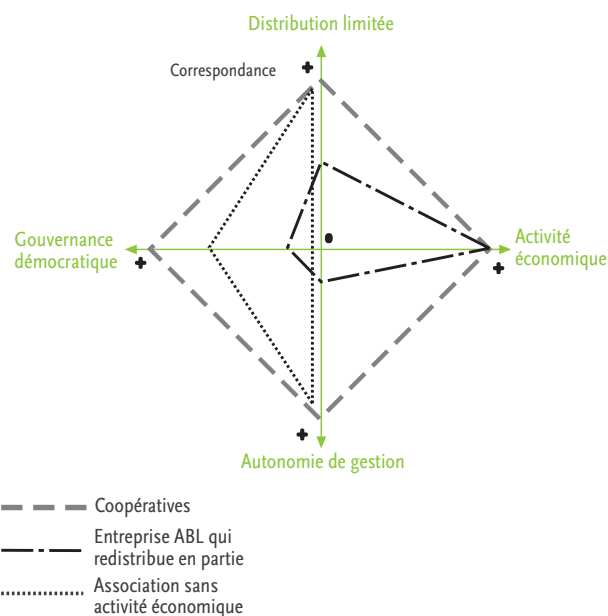 Distribution limitée
Correspondance
+
0
Gouvernance
démocratique
+
Activité
économique
+
+
Autonomie de gestion
Coopératives
Entreprise ABL qui
redistribue en partie
Association sans
activité économique